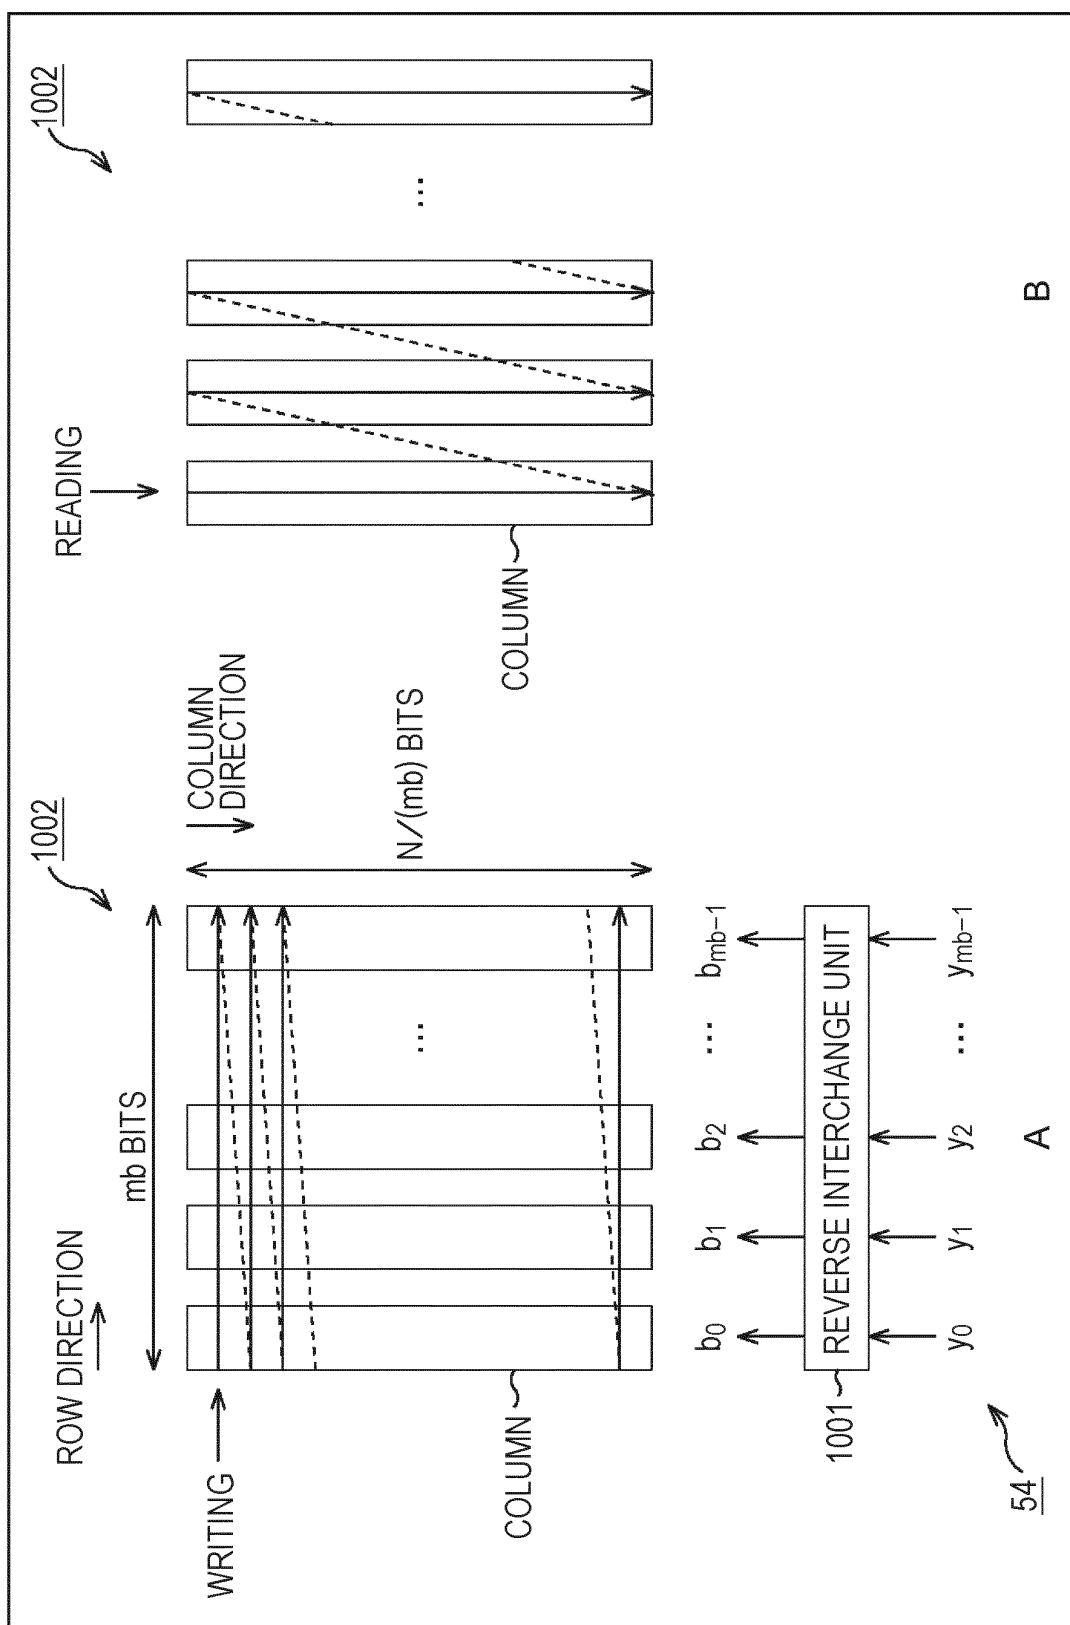 ROW DIRECTION
mb BITS
1002
WRITING
COLUMN
DIRECTION
N/(mb) BITS
...
COLUMN
b0 b1 b2 ... bmb−1
1001
REVERSE INTERCHANGE UNIT
y0 y1 y2 ... ymb−1
54
A
READING
1002
...
COLUMN
B